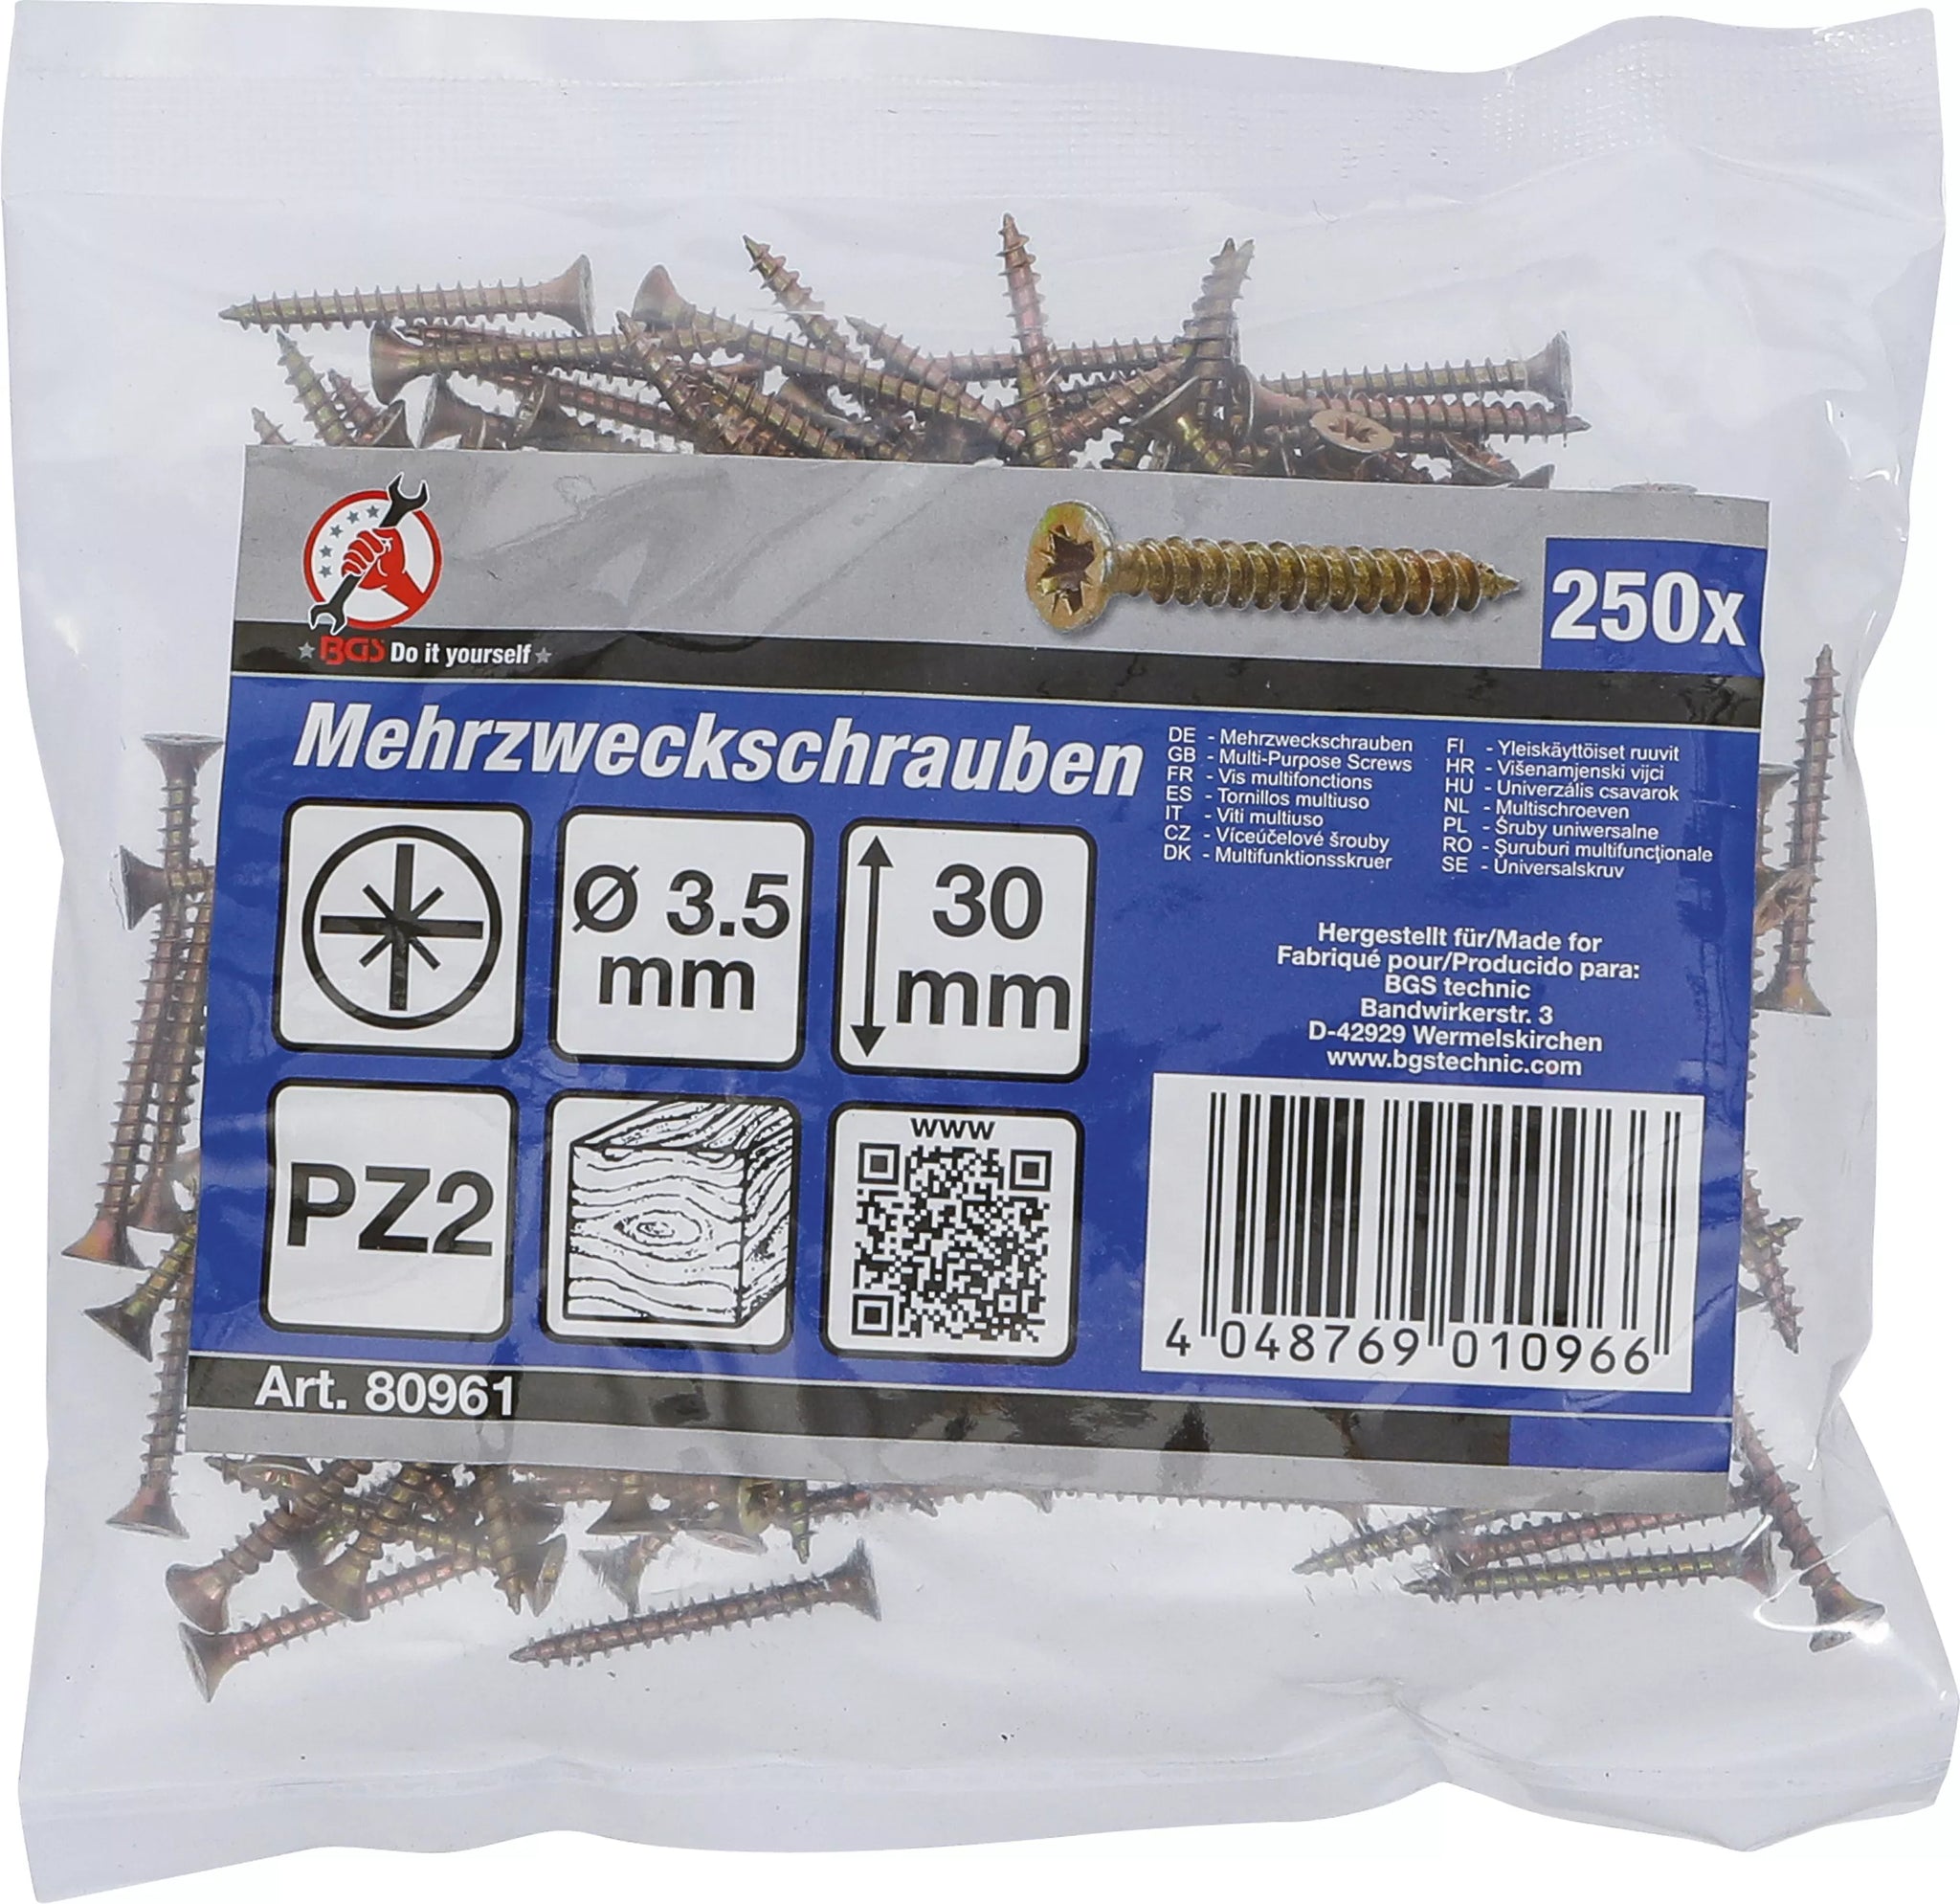 250x
BGS Do it yourself
Mehrzweckschrauben
DE - Mehrzweckschrauben
GB - Multi-Purpose Screws
FR - Vis multifonctions
ES - Tornillos multiuso
IT - Viti multiuso
CZ - Víceúčelové šrouby
DK - Multifunktionsskruer
FI - Yleiskäyttöiset ruuvit
HR - Višenamjenski vijci
HU - Univerzális csavarok
NL - Multischroeven
PL - Śruby uniwersalne
RO - Şuruburi multifuncţionale
SE - Universalskruv
Ø 3.5
mm
30
mm
Hergestellt für/Made for
Fabriqué pour/Producido para:
BGS technic
Bandwirkerstr. 3
D-42929 Wermelskirchen
www.bgstechnic.com
PZ2
www
4 048769 010966
Art. 80961